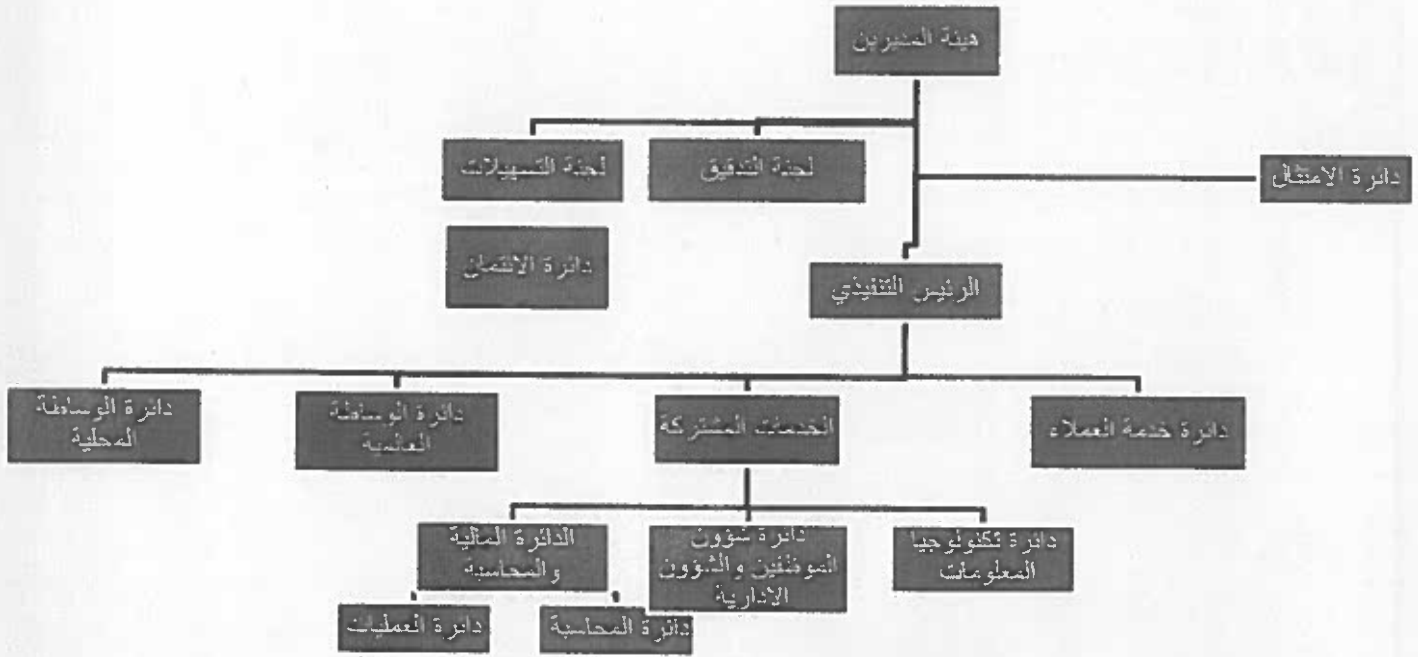 هيئة المديرين
لجنة التدقيق
لجنة التسهيلات
دائرة الامتثال
دائرة الائتمان
الرئيس التنفيذي
دائرة خدمة العملاء
الخدمات المشتركة
دائرة الوساطة
العالمية
دائرة الوساطة
المحلية
دائرة تكنولوجيا
المعلومات
دائرة شؤون
الموظفين والشؤون
الادارية
الدائرة المالية
والمحاسبة
دائرة المحاسبة
دائرة العمليات